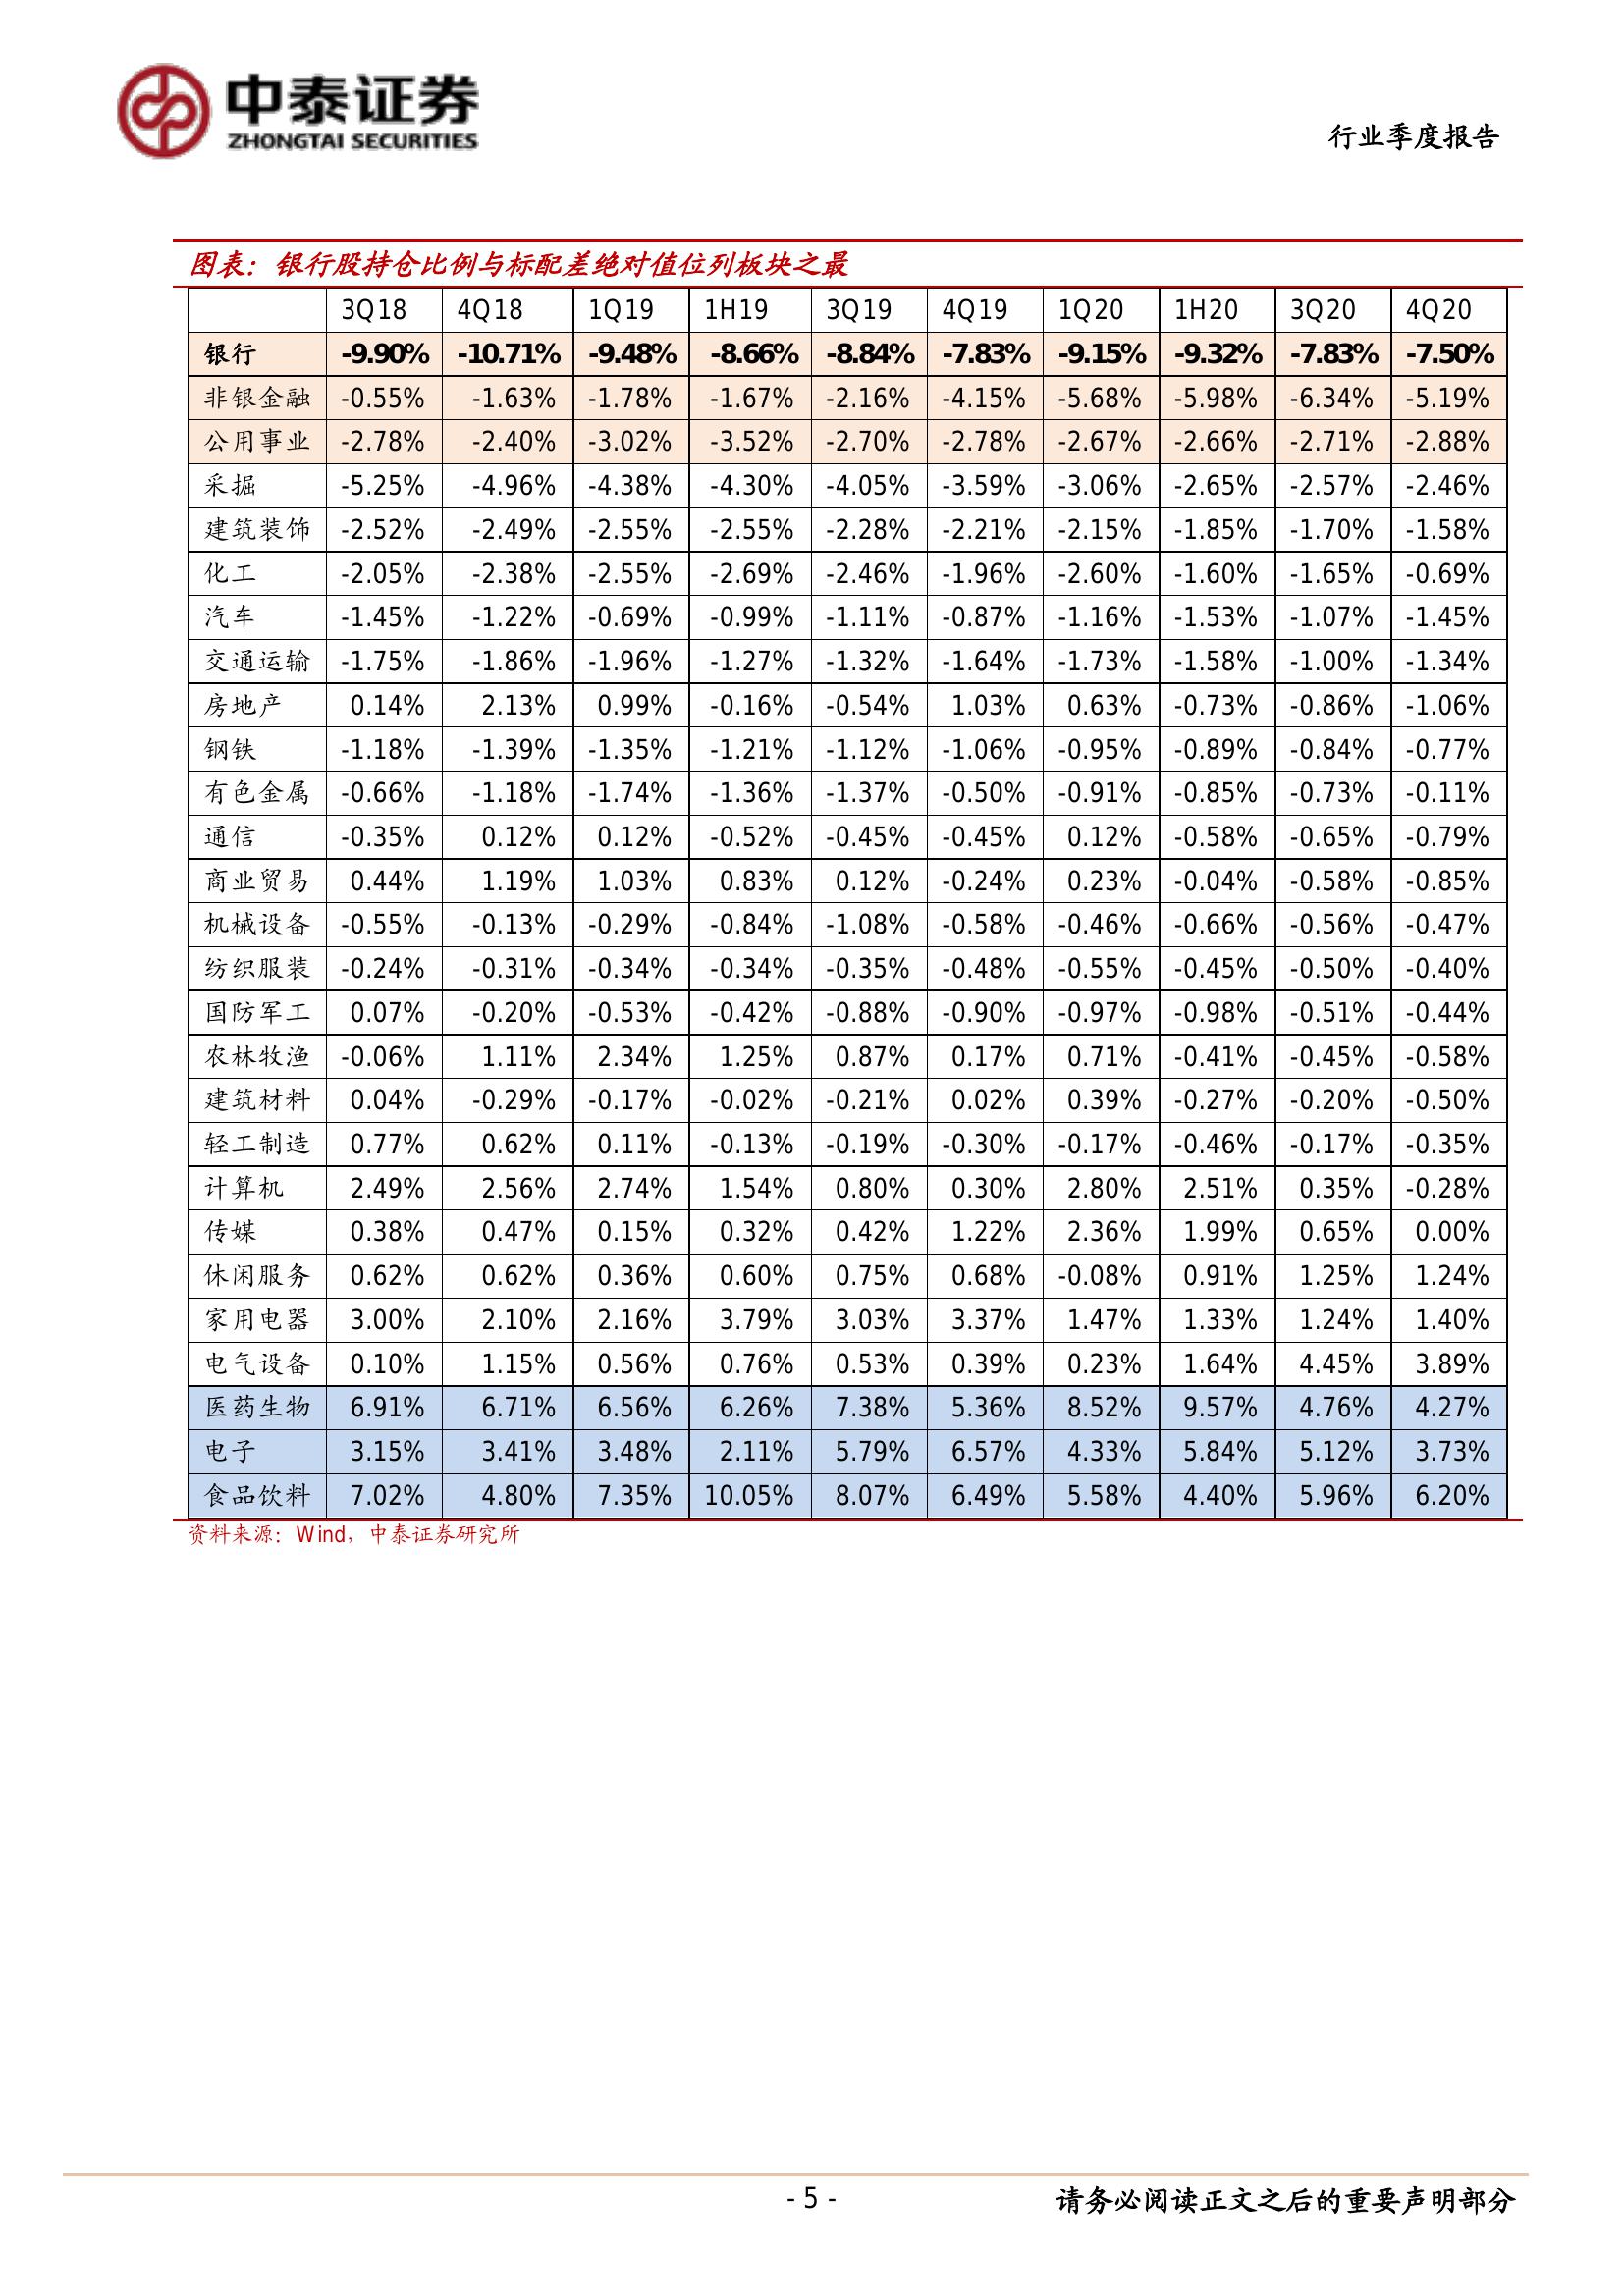 中泰证券
ZHONGTAI SECURITIES
行业季度报告
图表：银行股持仓比例与标配差绝对值位列板块之最
3Q18 4Q18 1Q19 1H19 3Q19 4Q19 1Q20 1H20 3Q20 4Q20
银行 -9.90% -10.71% -9.48% -8.66% -8.84% -7.83% -9.15% -9.32% -7.83% -7.50%
非银金融 -0.55% -1.63% -1.78% -1.67% -2.16% -4.15% -5.68% -5.98% -6.34% -5.19%
公用事业 -2.78% -2.40% -3.02% -3.52% -2.70% -2.78% -2.67% -2.66% -2.71% -2.88%
采掘 -5.25% -4.96% -4.38% -4.30% -4.05% -3.59% -3.06% -2.65% -2.57% -2.46%
建筑装饰 -2.52% -2.49% -2.55% -2.55% -2.28% -2.21% -2.15% -1.85% -1.70% -1.58%
化工 -2.05% -2.38% -2.55% -2.69% -2.46% -1.96% -2.60% -1.60% -1.65% -0.69%
汽车 -1.45% -1.22% -0.69% -0.99% -1.11% -0.87% -1.16% -1.53% -1.07% -1.45%
交通运输 -1.75% -1.86% -1.96% -1.27% -1.32% -1.64% -1.73% -1.58% -1.00% -1.34%
房地产 0.14% 2.13% 0.99% -0.16% -0.54% 1.03% 0.63% -0.73% -0.86% -1.06%
钢铁 -1.18% -1.39% -1.35% -1.21% -1.12% -1.06% -0.95% -0.89% -0.84% -0.77%
有色金属 -0.66% -1.18% -1.74% -1.36% -1.37% -0.50% -0.91% -0.85% -0.73% -0.11%
通信 -0.35% 0.12% 0.12% -0.52% -0.45% -0.45% 0.12% -0.58% -0.65% -0.79%
商业贸易 0.44% 1.19% 1.03% 0.83% 0.12% -0.24% 0.23% -0.04% -0.58% -0.85%
机械设备 -0.55% -0.13% -0.29% -0.84% -1.08% -0.58% -0.46% -0.66% -0.56% -0.47%
纺织服装 -0.24% -0.31% -0.34% -0.34% -0.35% -0.48% -0.55% -0.45% -0.50% -0.40%
国防军工 0.07% -0.20% -0.53% -0.42% -0.88% -0.90% -0.97% -0.98% -0.51% -0.44%
农林牧渔 -0.06% 1.11% 2.34% 1.25% 0.87% 0.17% 0.71% -0.41% -0.45% -0.58%
建筑材料 0.04% -0.29% -0.17% -0.02% -0.21% 0.02% 0.39% -0.27% -0.20% -0.50%
轻工制造 0.77% 0.62% 0.11% -0.13% -0.19% -0.30% -0.17% -0.46% -0.17% -0.35%
计算机 2.49% 2.56% 2.74% 1.54% 0.80% 0.30% 2.80% 2.51% 0.35% -0.28%
传媒 0.38% 0.47% 0.15% 0.32% 0.42% 1.22% 2.36% 1.99% 0.65% 0.00%
休闲服务 0.62% 0.62% 0.36% 0.60% 0.75% 0.68% -0.08% 0.91% 1.25% 1.24%
家用电器 3.00% 2.10% 2.16% 3.79% 3.03% 3.37% 1.47% 1.33% 1.24% 1.40%
电气设备 0.10% 1.15% 0.56% 0.76% 0.53% 0.39% 0.23% 1.64% 4.45% 3.89%
医药生物 6.91% 6.71% 6.56% 6.26% 7.38% 5.36% 8.52% 9.57% 4.76% 4.27%
电子 3.15% 3.41% 3.48% 2.11% 5.79% 6.57% 4.33% 5.84% 5.12% 3.73%
食品饮料 7.02% 4.80% 7.35% 10.05% 8.07% 6.49% 5.58% 4.40% 5.96% 6.20%
资料来源：Wind，中泰证券研究所
- 5 -
请务必阅读正文之后的重要声明部分